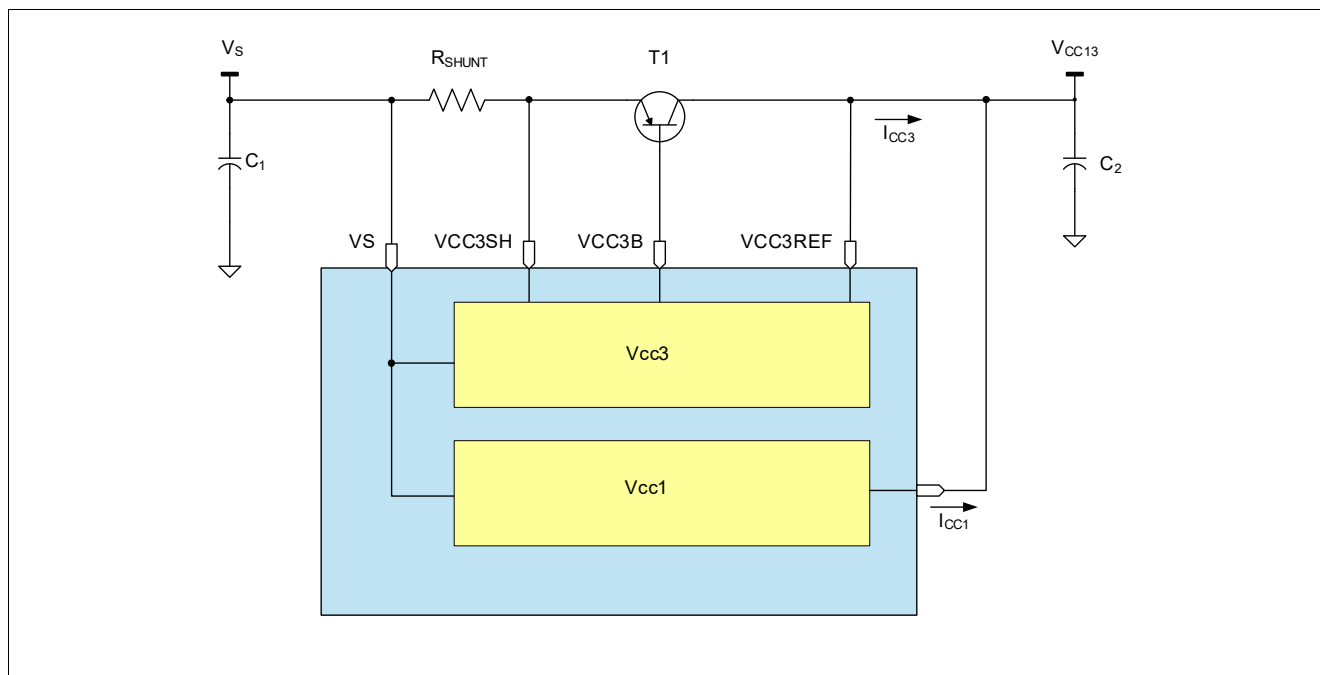 VS
RSHUNT
T1
VCC13
ICC3
C1
C2
VS
VCC3SH
VCC3B
VCC3REF
Vcc3
Vcc1
ICC1